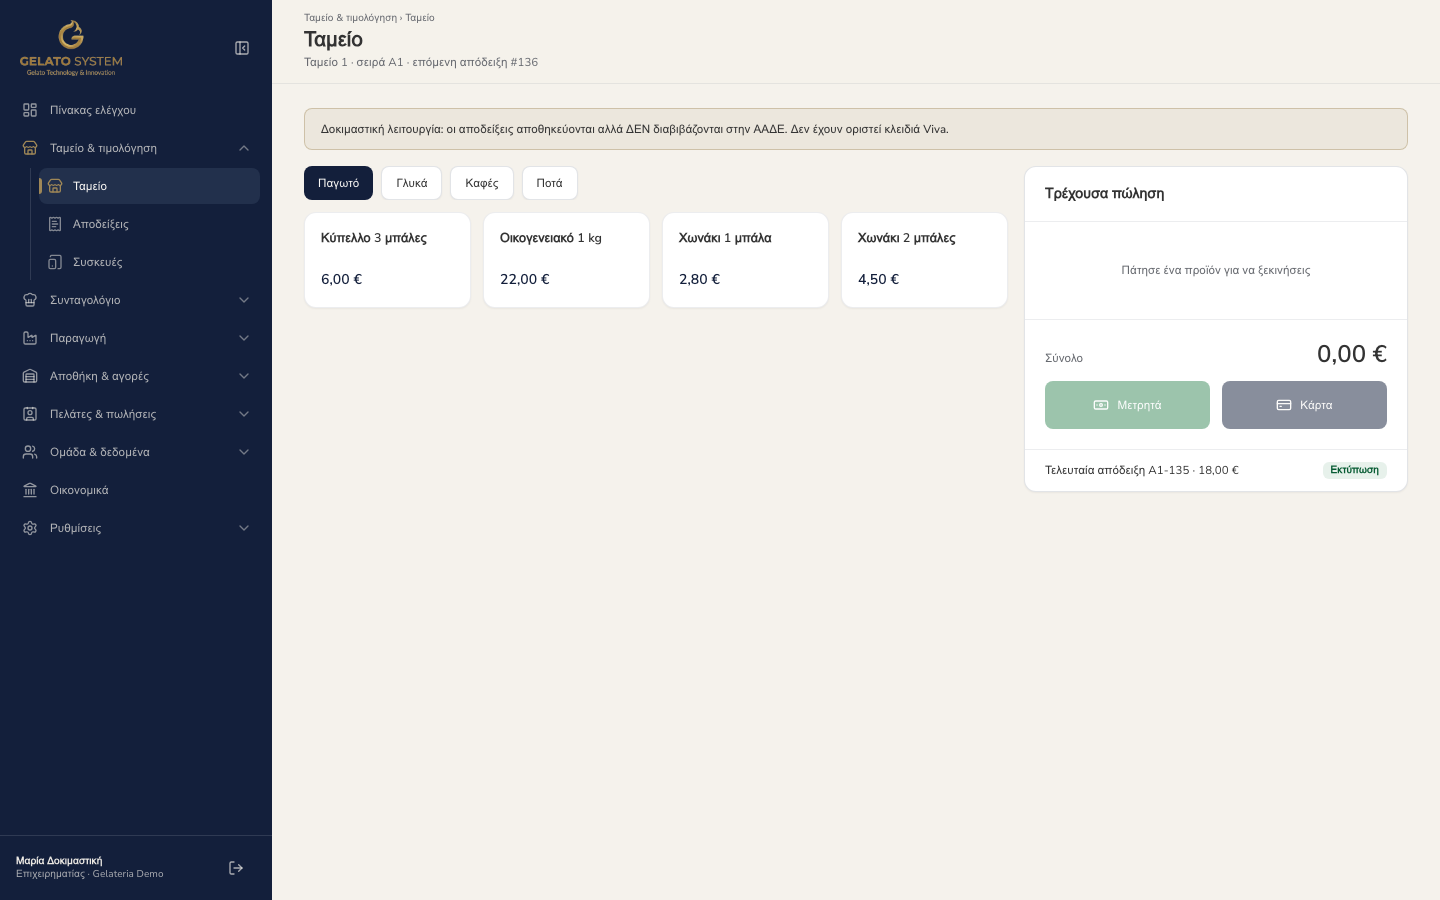 GELATO SYSTEM
Gelato Technology & Innovation
Πίνακας ελέγχου
Ταμείο & τιμολόγηση
Ταμείο
Αποδείξεις
Συσκευές
Συνταγολόγιο
Παραγωγή
Αποθήκη & αγορές
Πελάτες & πωλήσεις
Ομάδα & δεδομένα
Οικονομικά
Ρυθμίσεις
Μαρία Δοκιμαστική
Επιχειρηματίας · Gelateria Demo
Ταμείο & τιμολόγηση › Ταμείο
Ταμείο
Ταμείο 1 · σειρά A1 · επόμενη απόδειξη #136
Δοκιμαστική λειτουργία: οι αποδείξεις αποθηκεύονται αλλά ΔΕΝ διαβιβάζονται στην ΑΑΔΕ. Δεν έχουν οριστεί κλειδιά Viva.
Παγωτό Γλυκά Καφές Ποτά
Κύπελλο 3 μπάλες
6,00 €
Οικογενειακό 1 kg
22,00 €
Χωνάκι 1 μπάλα
2,80 €
Χωνάκι 2 μπάλες
4,50 €
Τρέχουσα πώληση
Πάτησε ένα προϊόν για να ξεκινήσεις
Σύνολο 0,00 €
Μετρητά Κάρτα
Τελευταία απόδειξη A1-135 · 18,00 € Εκτύπωση